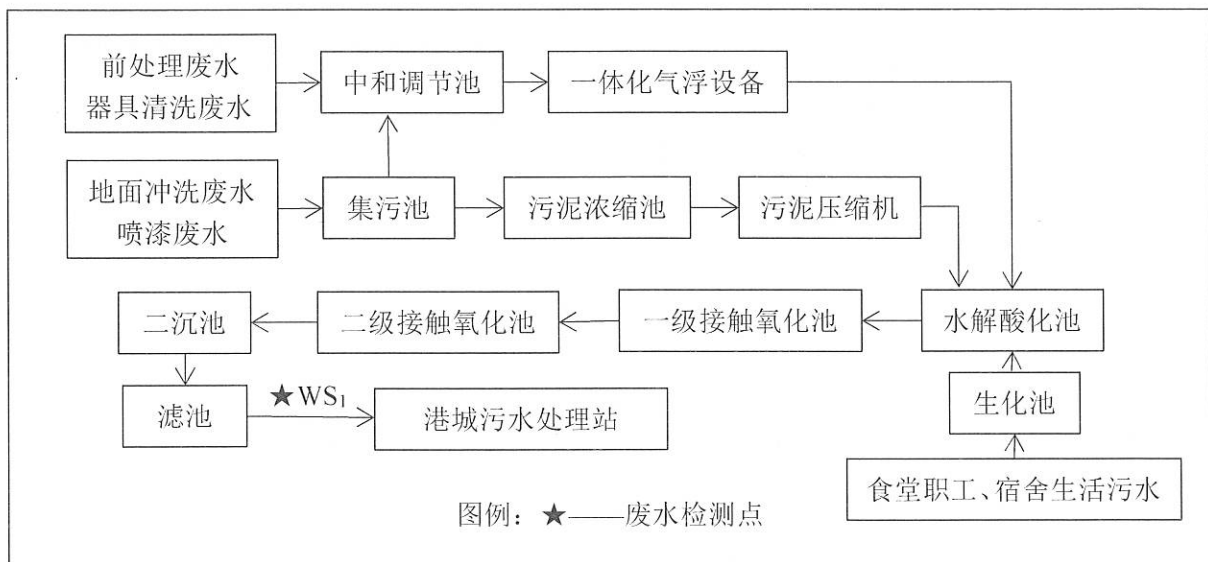 前处理废水
器具清洗废水
中和调节池
一体化气浮设备
地面冲洗废水
喷漆废水
集污池
污泥浓缩池
污泥压缩机
二沉池
二级接触氧化池
一级接触氧化池
水解酸化池
滤池
★WS₁
港城污水处理站
生化池
食堂职工、宿舍生活污水
图例：★——废水检测点